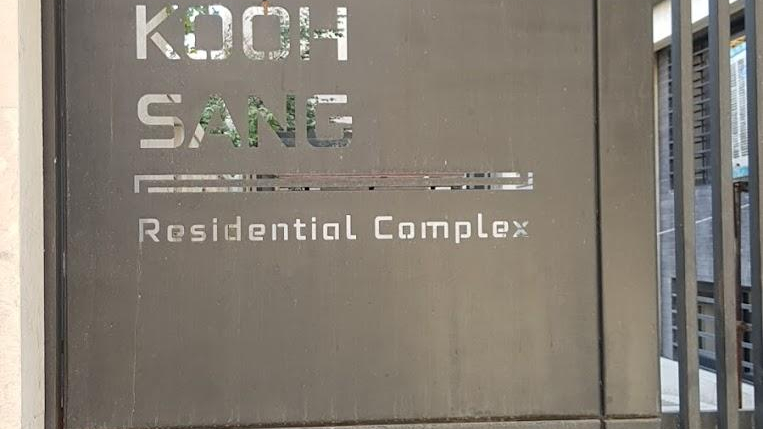 KOOH
SANG
Residential Complex